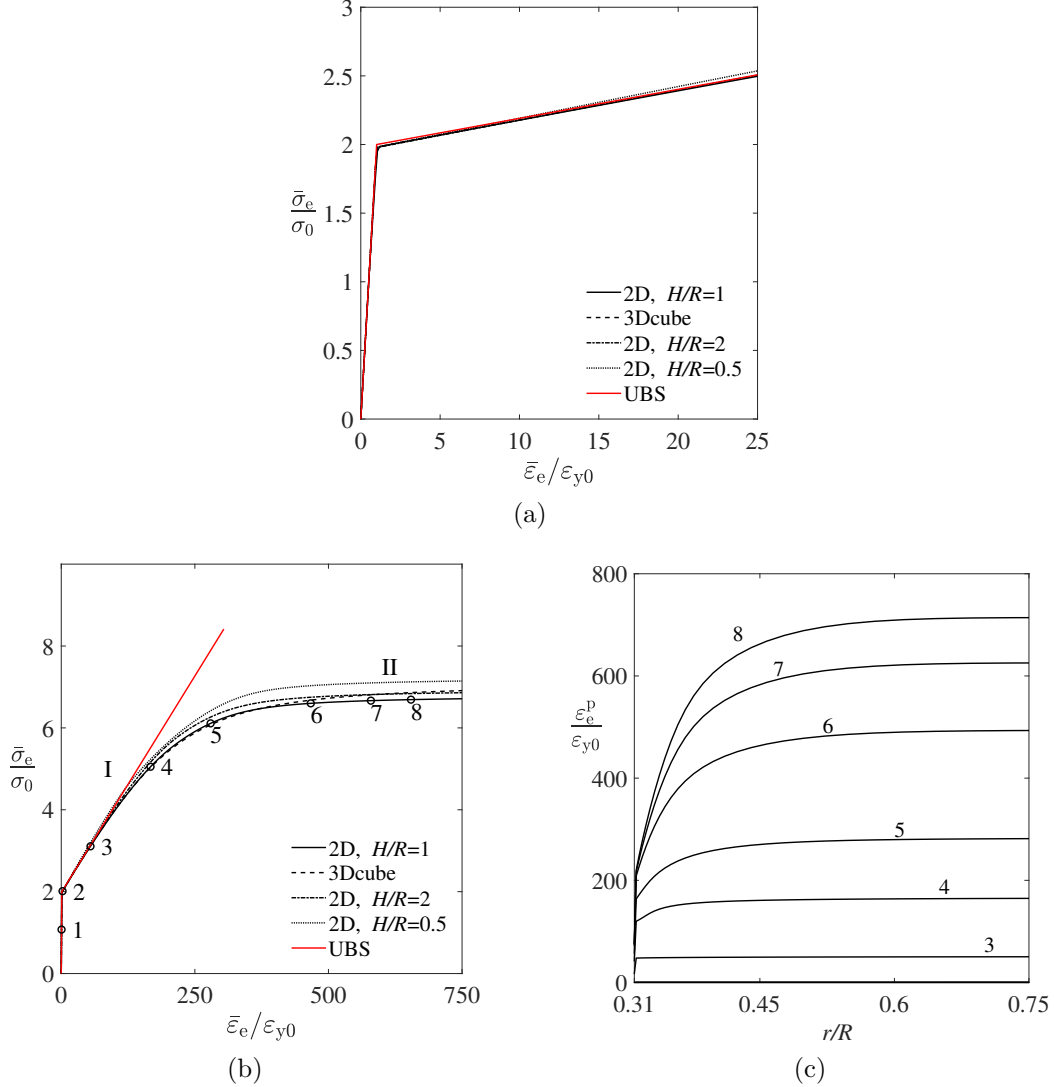 3
2.5
2
1.5
1
0.5
0
σ̄e/σ0
2D, H/R=1
3Dcube
2D, H/R=2
2D, H/R=0.5
UBS
0 5 10 15 20 25
ε̄e/εy0
(a)
8
6
4
2
0
σ̄e/σ0
I
II
1
2
3
4
5
6
7
8
2D, H/R=1
3Dcube
2D, H/R=2
2D, H/R=0.5
UBS
0 250 500 750
ε̄e/εy0
(b)
800
600
400
200
0
εeᵖ/εy0
8
7
6
5
4
3
0.31 0.45 0.6 0.75
r/R
(c)